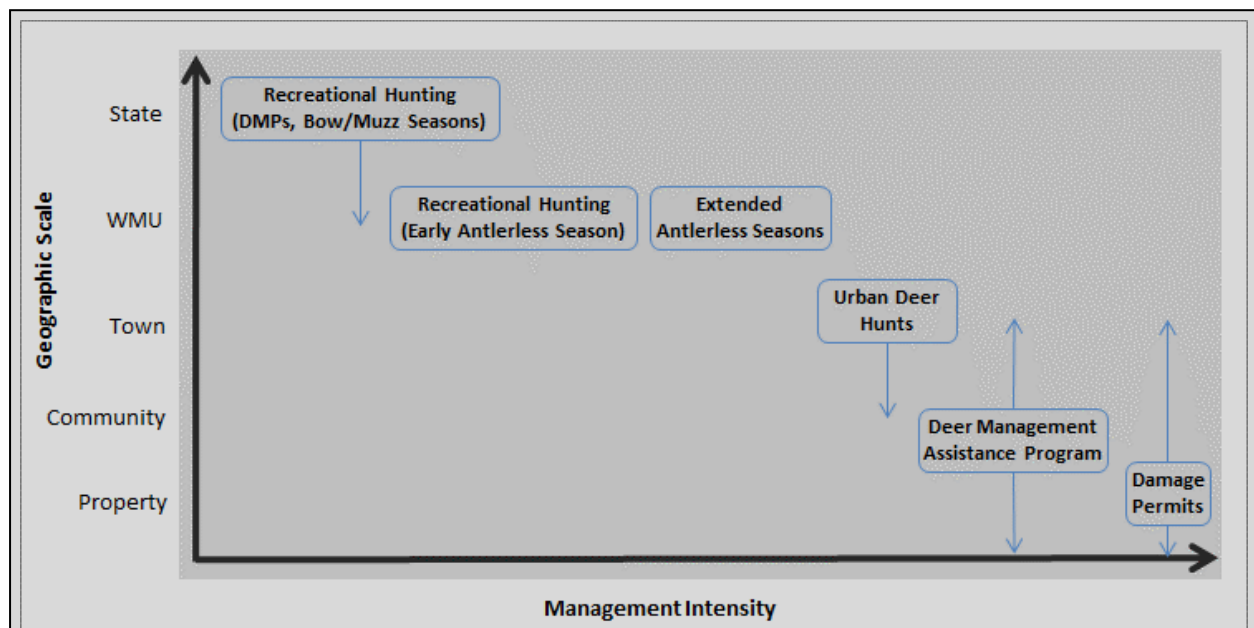 State
Recreational Hunting
(DMPs, Bow/Muzz Seasons)
Geographic Scale
WMU
Recreational Hunting
(Early Antlerless Season)
Extended
Antlerless Seasons
Town
Urban Deer
Hunts
Community
Deer Management
Assistance Program
Property
Damage
Permits
Management Intensity